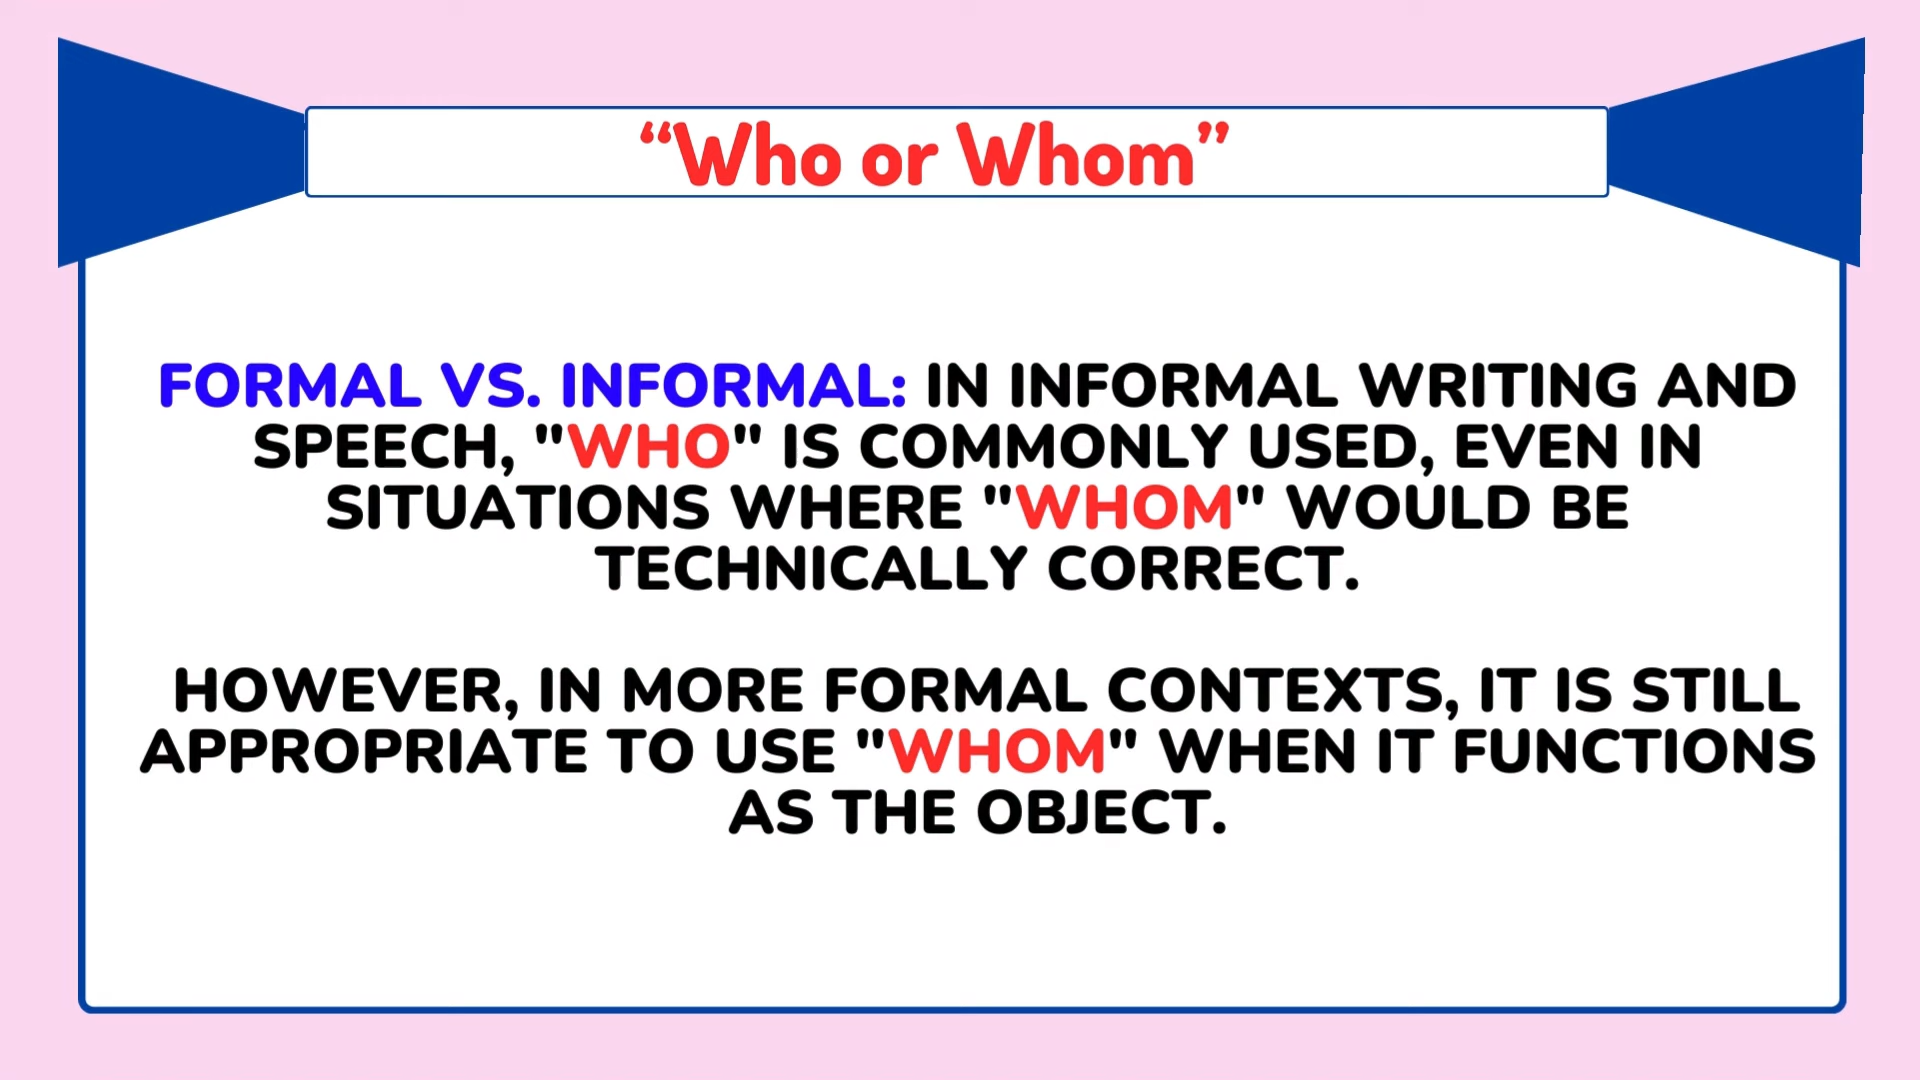 “Who or Whom”
FORMAL VS. INFORMAL: IN INFORMAL WRITING AND
SPEECH, "WHO" IS COMMONLY USED, EVEN IN
SITUATIONS WHERE "WHOM" WOULD BE
TECHNICALLY CORRECT.
HOWEVER, IN MORE FORMAL CONTEXTS, IT IS STILL
APPROPRIATE TO USE "WHOM" WHEN IT FUNCTIONS
AS THE OBJECT.